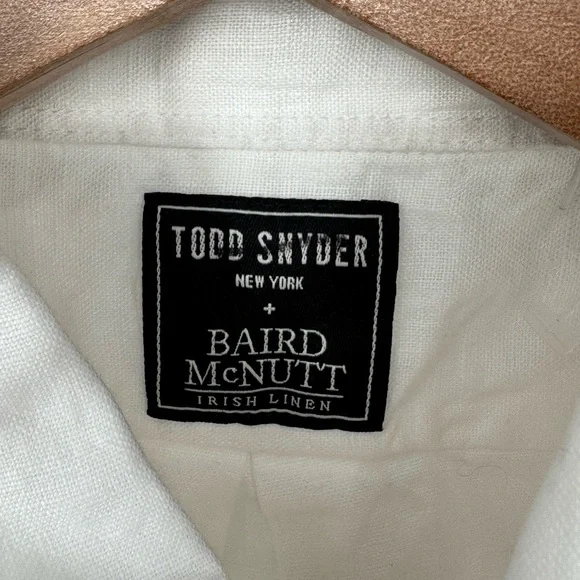 TODD SNYDER
NEW YORK
+
BAIRD
McNUTT
IRISH LINEN